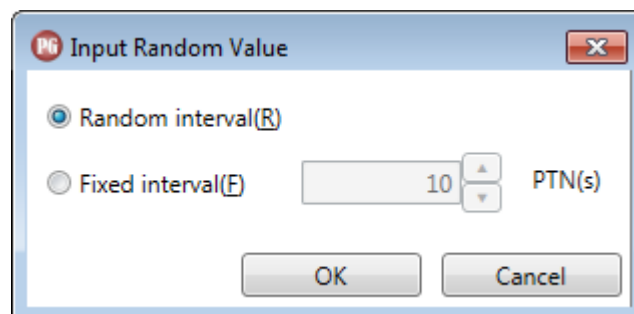 PG Input Random Value
Random interval(R)
Fixed interval(F) 10 PTN(s)
OK Cancel